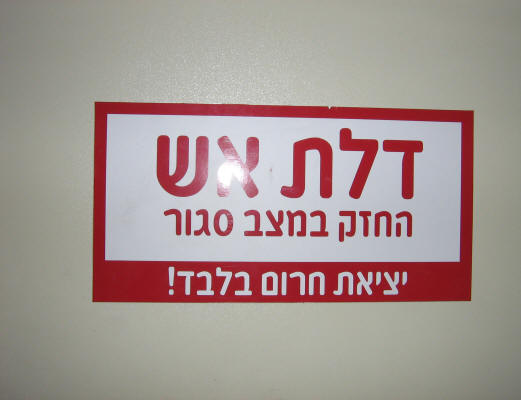 דלת אש
החזק במצב סגור
יציאת חרום בלבד!